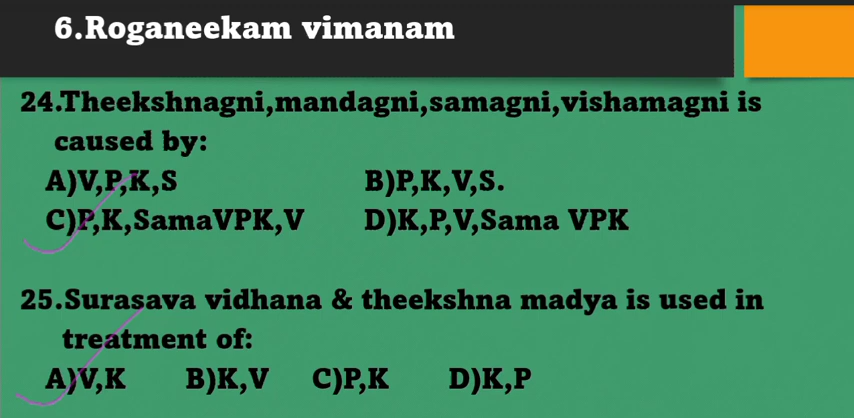 6.Roganeekam vimanam
24.Theekshnagni,mandagni,samagni,vishamagni is
caused by:
A)V,P,K,S B)P,K,V,S.
C)P,K,SamaVPK,V D)K,P,V,Sama VPK
25.Surasava vidhana & theekshna madya is used in
treatment of:
A)V,K B)K,V C)P,K D)K,P